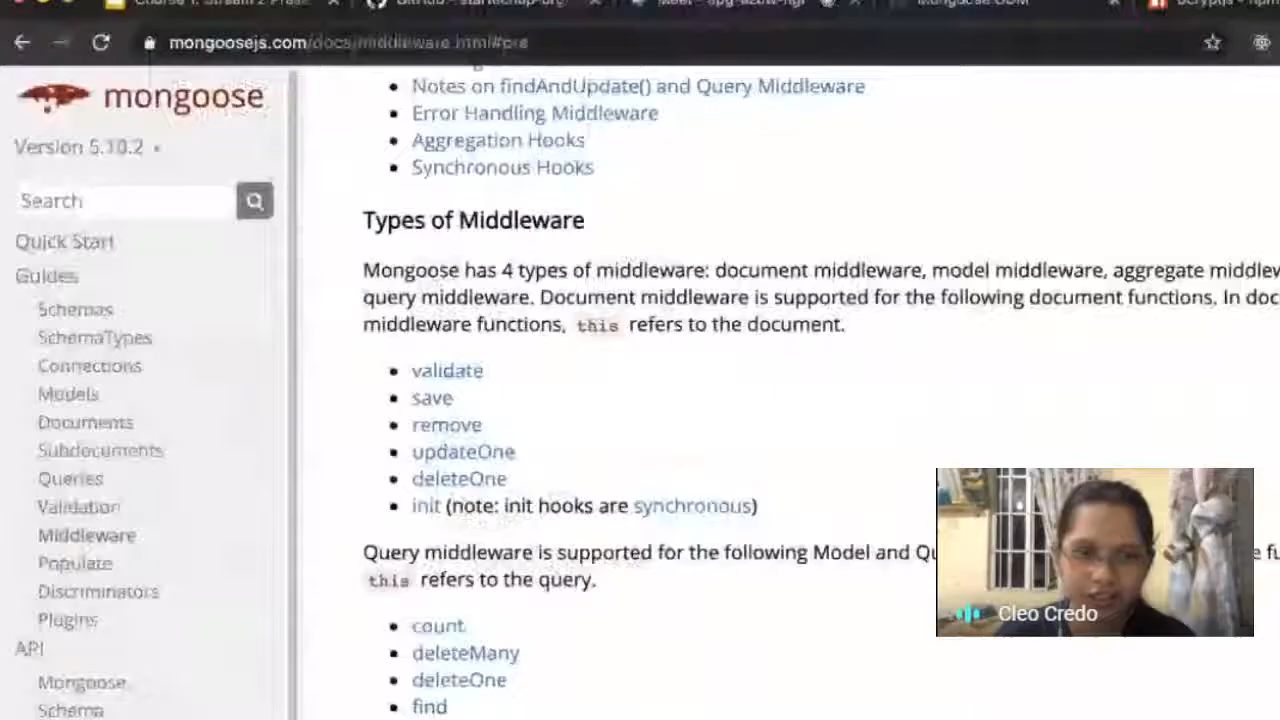 mongoosejs.com/docs/middleware.html#pre
mongoose
Version 5.10.2
Search
Quick Start
Guides
Schemas
SchemaTypes
Connections
Models
Documents
Subdocuments
Queries
Validation
Middleware
Populate
Discriminators
Plugins
API
Mongoose
Schema
Notes on findAndUpdate() and Query Middleware
Error Handling Middleware
Aggregation Hooks
Synchronous Hooks
Types of Middleware
Mongoose has 4 types of middleware: document middleware, model middleware, aggregate
query middleware. Document middleware is supported for the following document functions. In
middleware functions, this refers to the document.
validate
save
remove
updateOne
deleteOne
init (note: init hooks are synchronous)
Query middleware is supported for the following Model and
this refers to the query.
count
deleteMany
deleteOne
find
Cleo Credo